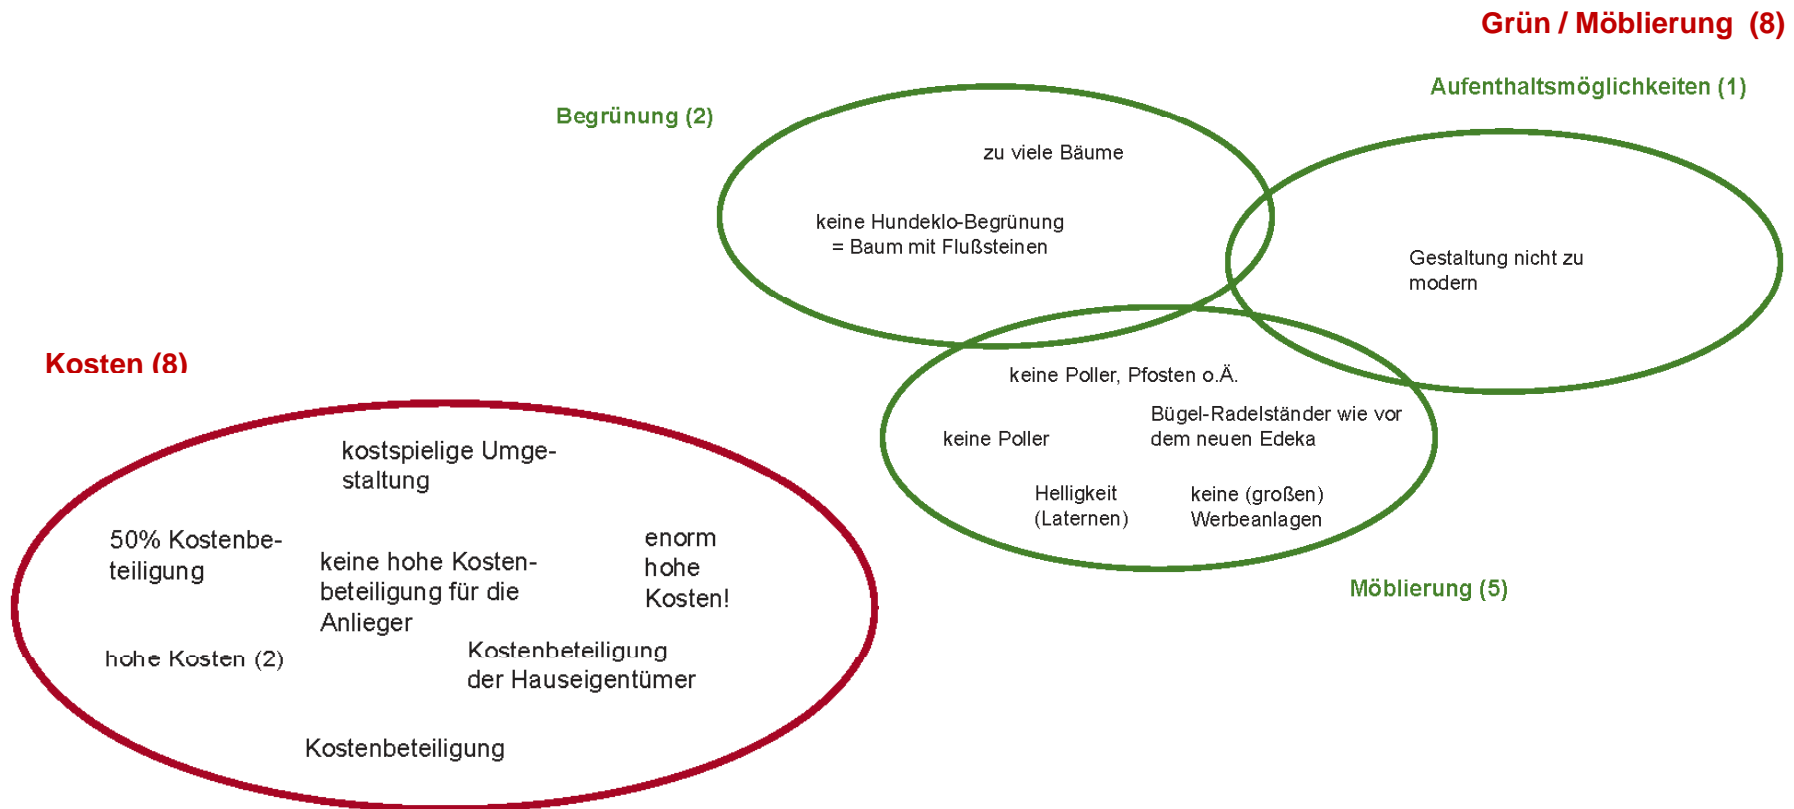 Grün / Möblierung (8)
Aufenthaltsmöglichkeiten (1)
Begrünung (2)
zu viele Bäume
keine Hundeklo-Begrünung
= Baum mit Flußsteinen
Gestaltung nicht zu
modern
keine Poller, Pfosten o.Ä.
Bügel-Radelständer wie vor
dem neuen Edeka
keine Poller
Helligkeit
(Laternen)
keine (großen)
Werbeanlagen
Möblierung (5)
Kosten (8)
kostspielige Umge-
staltung
50% Kostenbe-
teiligung
keine hohe Kosten-
beteiligung für die
Anlieger
enorm
hohe
Kosten!
hohe Kosten (2)
Kostenbeteiligung
der Hauseigentümer
Kostenbeteiligung